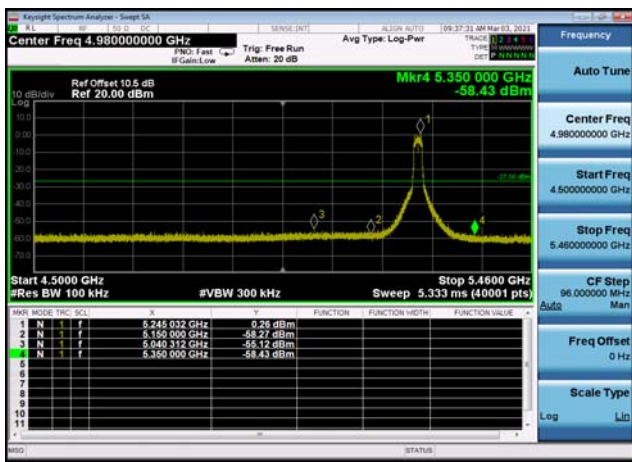 Keysight Spectrum Analyzer - Swept SA
RL RF 50 Ω DC SENSE:INT ALIGN AUTO 09:37:31 AM Mar 03, 2021
Center Freq 4.980000000 GHz
PNO: Fast
IFGain:Low
Trig: Free Run
Atten: 20 dB
Avg Type: Log-Pwr
TRACE 1 2 3 4 5 6
TYPE
DET P N N N N N
Mkr4 5.350 000 GHz
-58.43 dBm
Ref Offset 10.5 dB
10 dB/div Ref 20.00 dBm
Log
10.0
0.00
-10.0
-20.0
-27.00 dBm
-30.0
-40.0
-50.0
-60.0
-70.0
1
2
3
4
Start 4.5000 GHz Stop 5.4600 GHz
#Res BW 100 kHz #VBW 300 kHz Sweep 5.333 ms (40001 pts)
MKR MODE TRC SCL X Y FUNCTION FUNCTION WIDTH FUNCTION VALUE
1 N 1 f 5.245 032 GHz 0.26 dBm
2 N 1 f 5.150 000 GHz -58.27 dBm
3 N 1 f 5.040 312 GHz -55.12 dBm
4 N 1 f 5.350 000 GHz -58.43 dBm
5
6
7
8
9
10
11
MSG STATUS
Frequency
Auto Tune
Center Freq
4.980000000 GHz
Start Freq
4.500000000 GHz
Stop Freq
5.460000000 GHz
CF Step
96.000000 MHz
Auto Man
Freq Offset
0 Hz
Scale Type
Log Lin